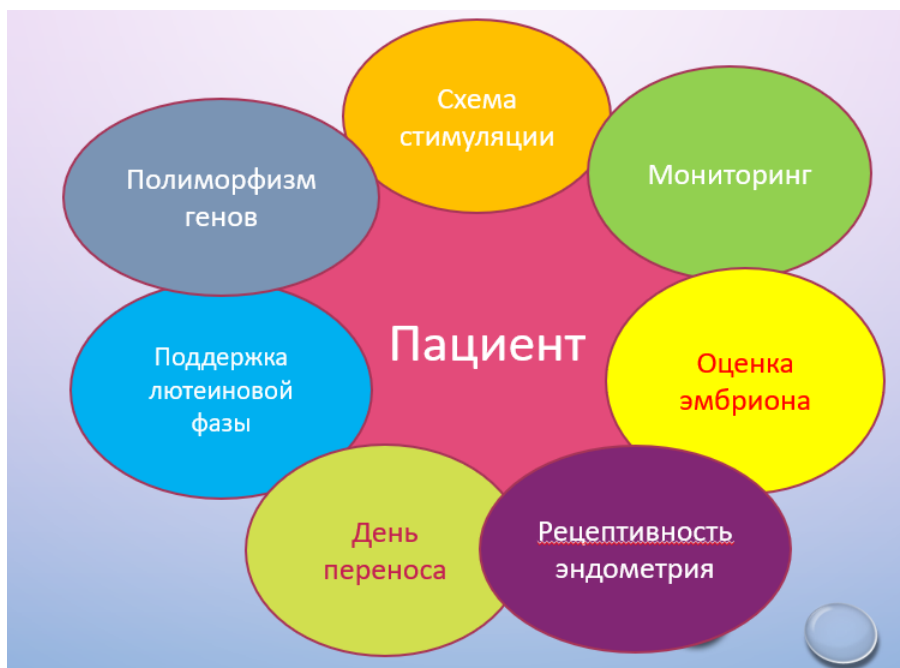 Схема
стимуляции
Мониторинг
Оценка
эмбриона
Рецептивность
эндометрия
День
переноса
Поддержка
лютеиновой
фазы
Полиморфизм
генов
Пациент